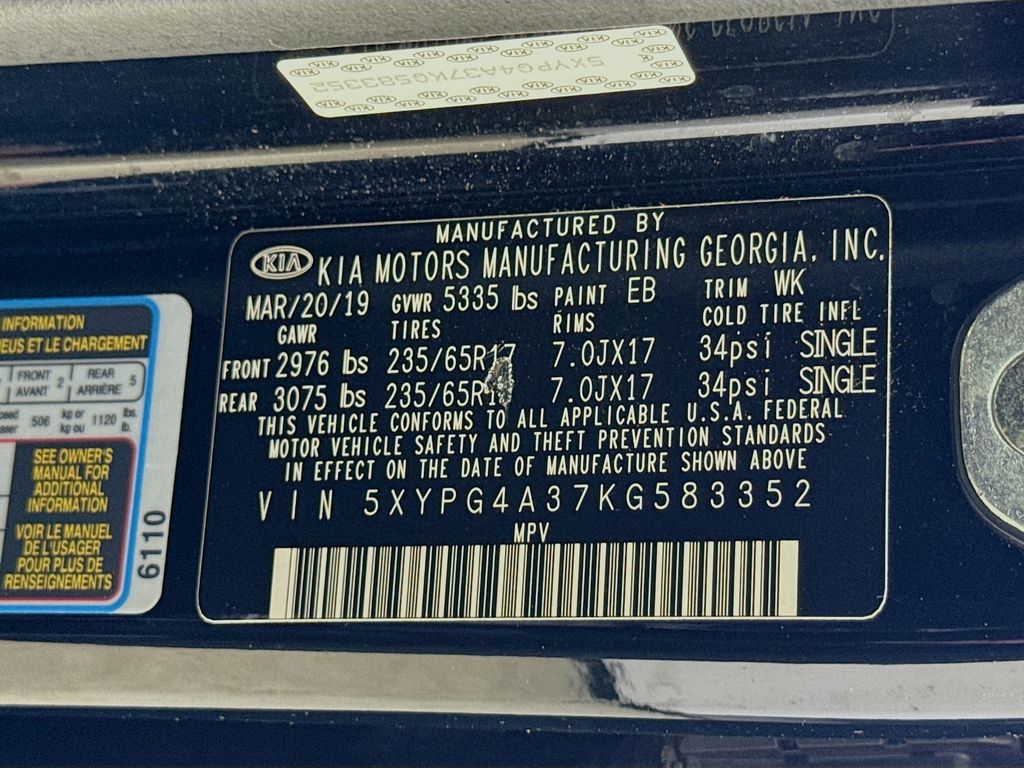 5XYPG4A37KG583352
MANUFACTURED BY
KIA KIA MOTORS MANUFACTURING GEORGIA, INC.
MAR/20/19 GVWR 5335 lbs PAINT EB TRIM WK
GAWR TIRES RIMS COLD TIRE INFL
FRONT 2976 lbs 235/65R17 7.0JX17 34psi SINGLE
REAR 3075 lbs 235/65R1 7.0JX17 34psi SINGLE
THIS VEHICLE CONFORMS TO ALL APPLICABLE U.S.A. FEDERAL
MOTOR VEHICLE SAFETY AND THEFT PREVENTION STANDARDS
IN EFFECT ON THE DATE OF MANUFACTURE SHOWN ABOVE
VIN 5XYPG4A37KG583352
MPV
INFORMATION
EUS ET LE CHARGEMENT
FRONT AVANT 2 REAR ARRIÈRE 5
506 kg or kg ou 1120 lbs. lb.
SEE OWNER'S
MANUAL FOR
ADDITIONAL
INFORMATION
VOIR LE MANUEL
DE L'USAGER
POUR PLUS DE
RENSEIGNEMENTS
6110